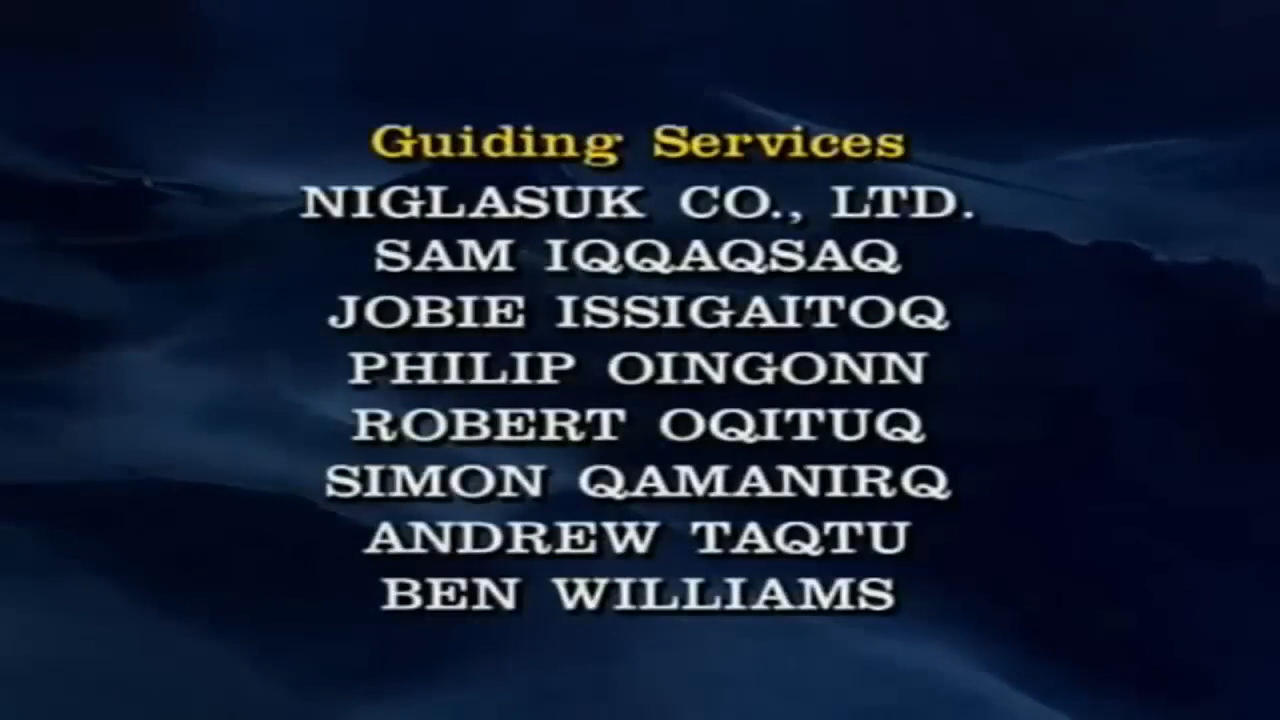 Guiding Services
NIGLASUK CO., LTD.
SAM IQQAQSAQ
JOBIE ISSIGAITOQ
PHILIP OINGONN
ROBERT OQITUQ
SIMON QAMANIRQ
ANDREW TAQTU
BEN WILLIAMS